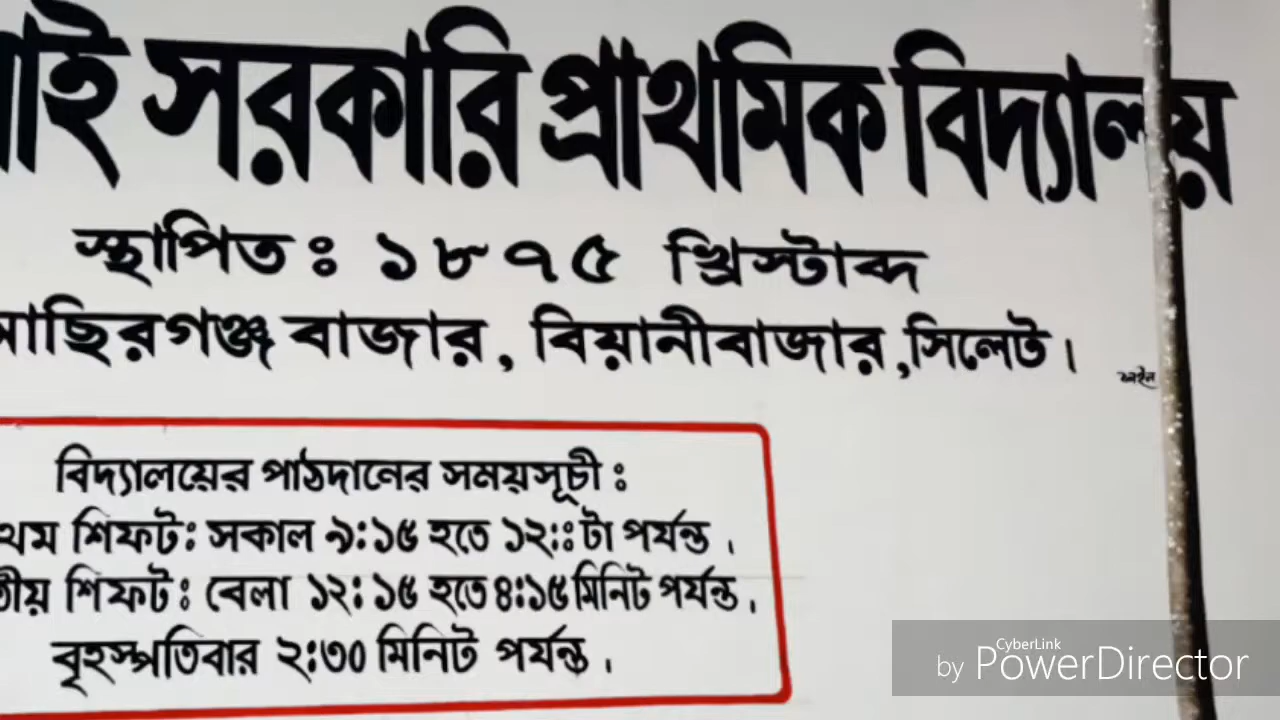 সরকারি প্রাথমিক বিদ্যালয়
স্থাপিত : ১৮৭৫ খ্রিস্টাব্দ
বাজার, বিয়ানীবাজার, সিলেট।
বিদ্যালয়ের পাঠদানের সময়সূচী :
থম শিফট: সকাল ৯:১৫ হতে ১২:: টা পর্যন্ত।
তীয় শিফট: বেলা ১২:১৫ হতে ৪:১৫ মিনিট পর্যন্ত।
বৃহস্পতিবার ২:৩০ মিনিট পর্যন্ত।
by CyberLink PowerDirector